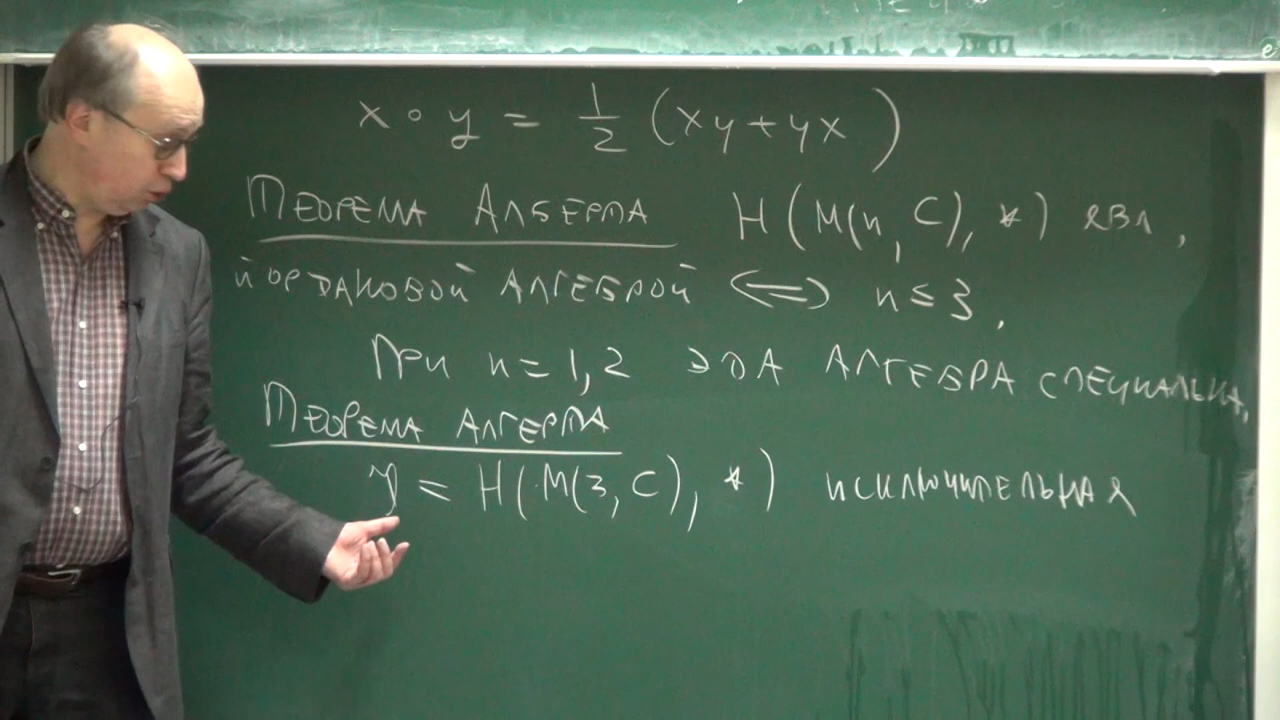 x ∘ y = 1/2 (xy + yx)
ТЕОРЕМА АЛБЕРТА H(M(n, C), *) ЯВЛ.
ЙОРДАНОВОЙ АЛГЕБРОЙ ⟺ n ≤ 3.
ПРИ n = 1, 2 ЭТА АЛГЕБРА СПЕЦИАЛЬНА.
ТЕОРЕМА АЛГЕРТА
J = H(M(3, C), *) ИСКЛЮЧИТЕЛЬНАЯ